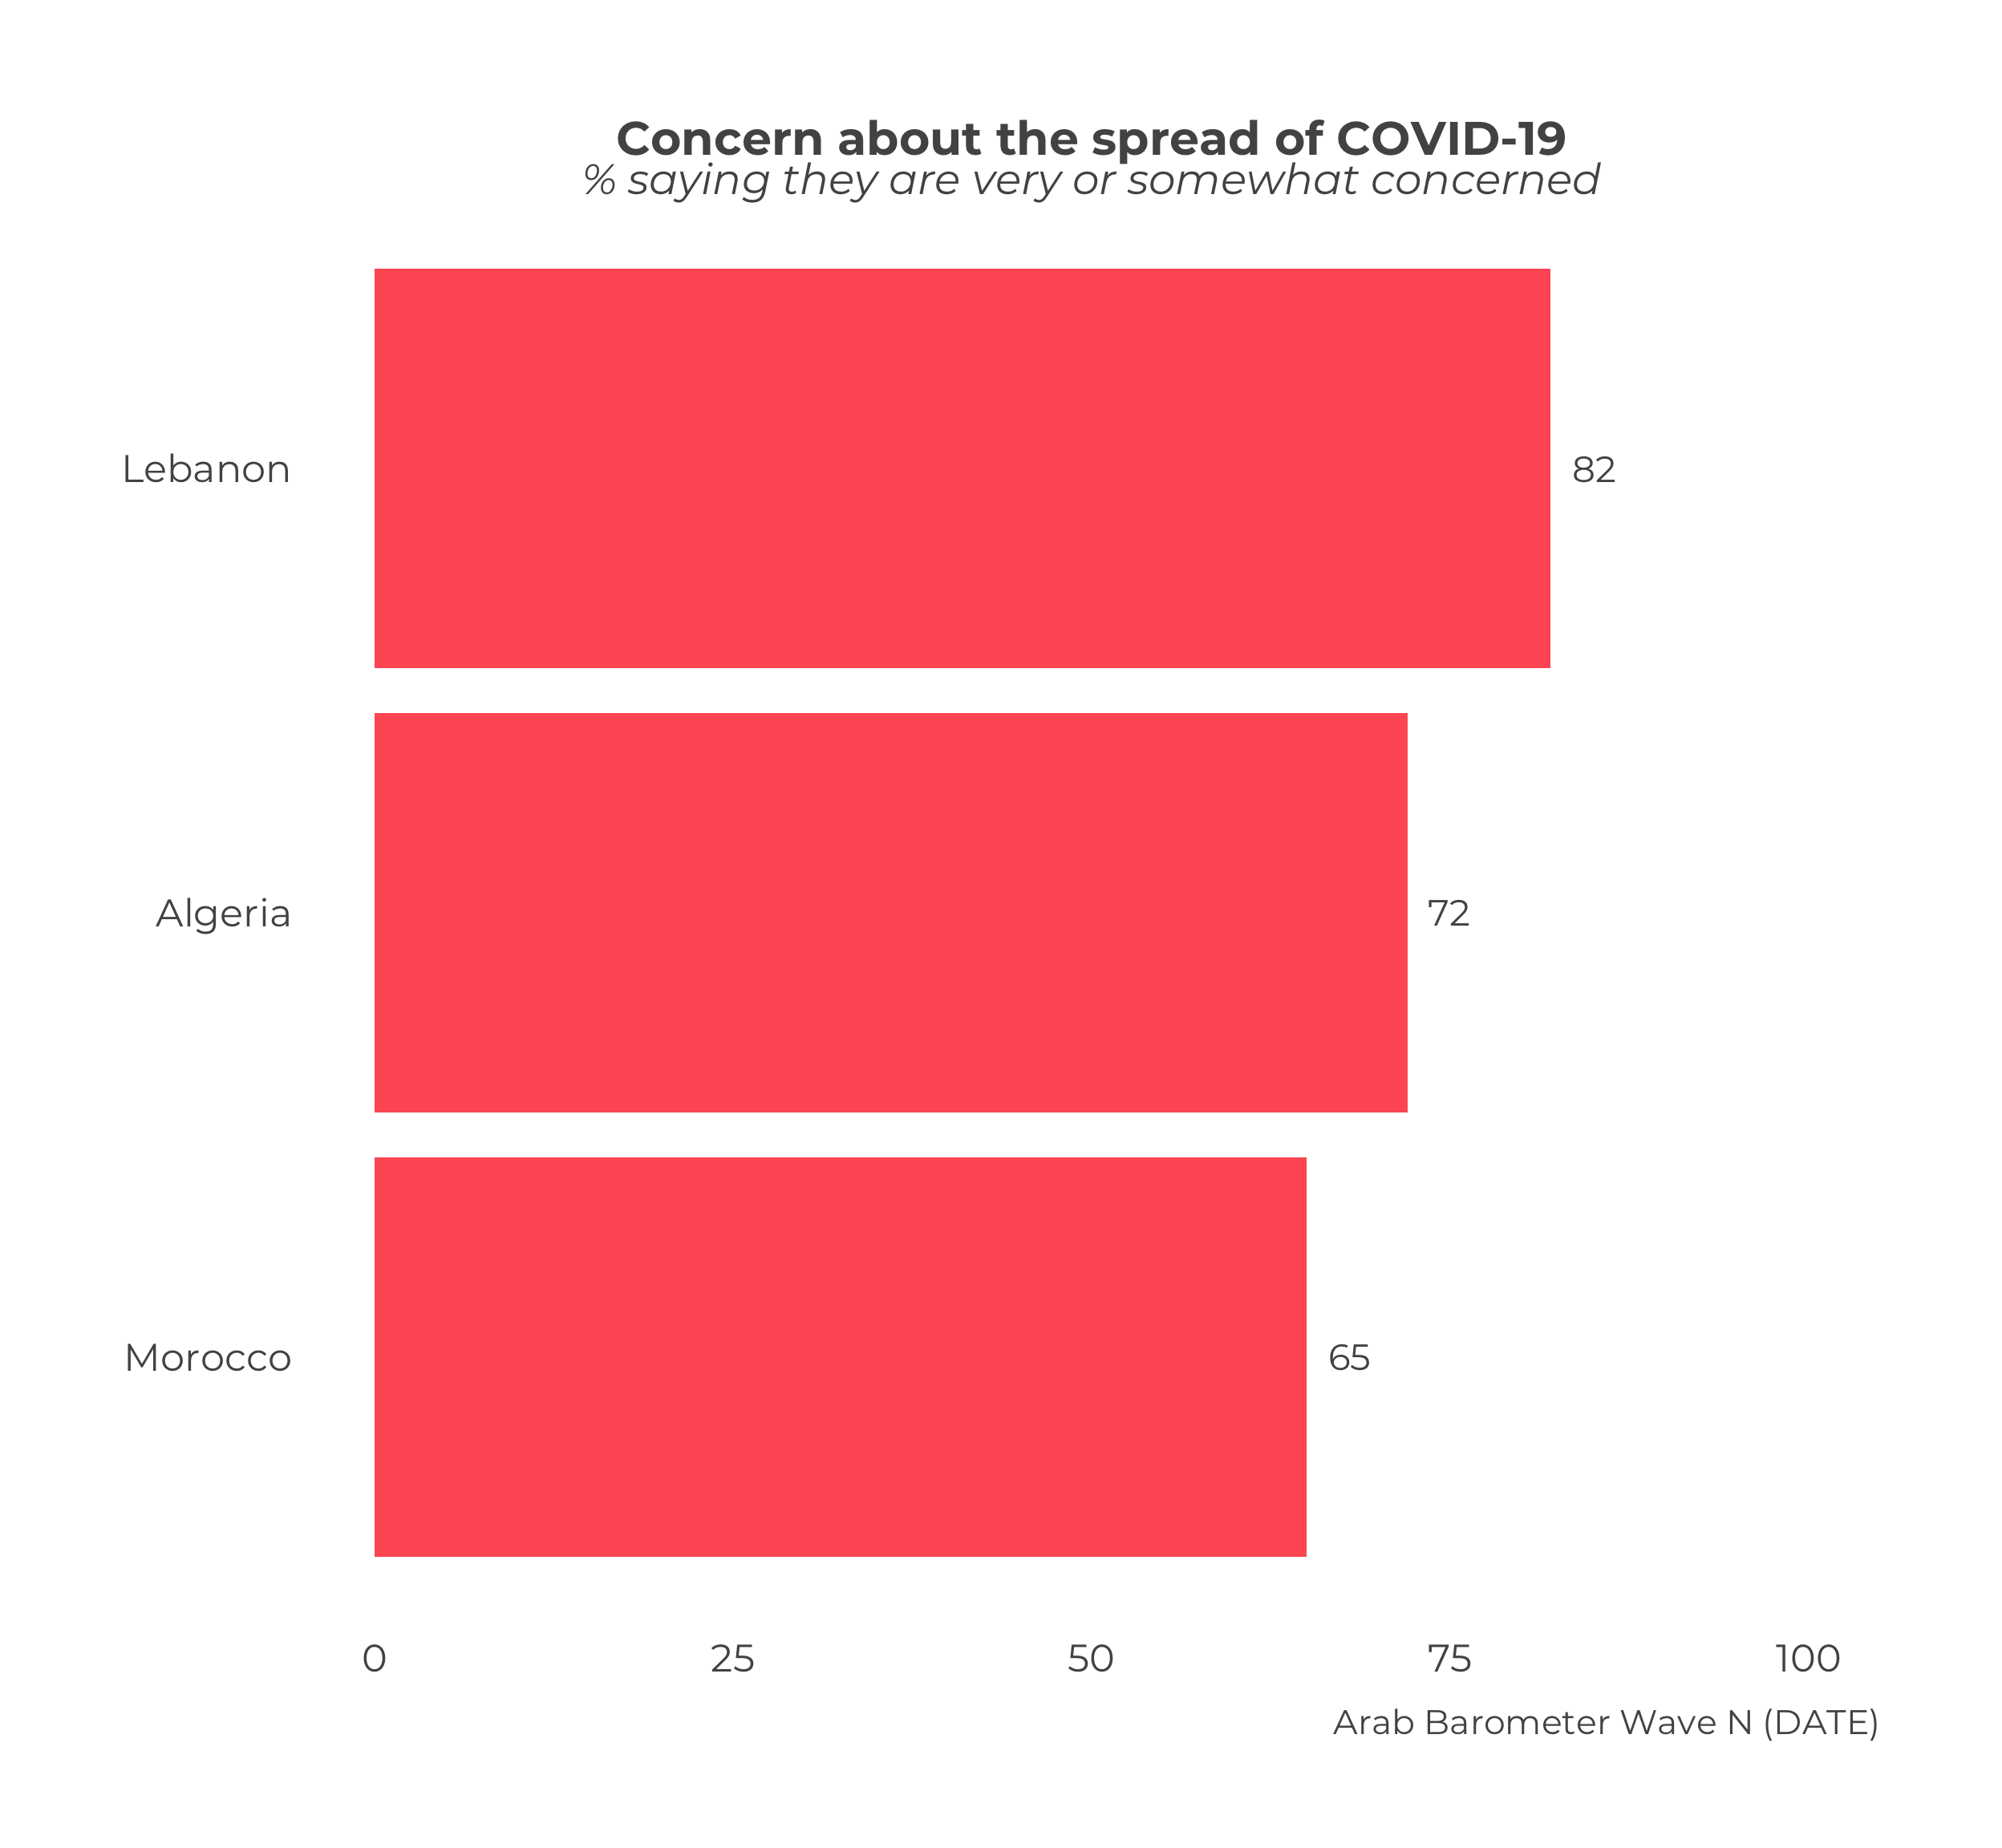 Concern about the spread of COVID-19
% saying they are very or somewhat concerned
Lebanon 82
Algeria 72
Morocco 65
0 25 50 75 100
Arab Barometer Wave N (DATE)